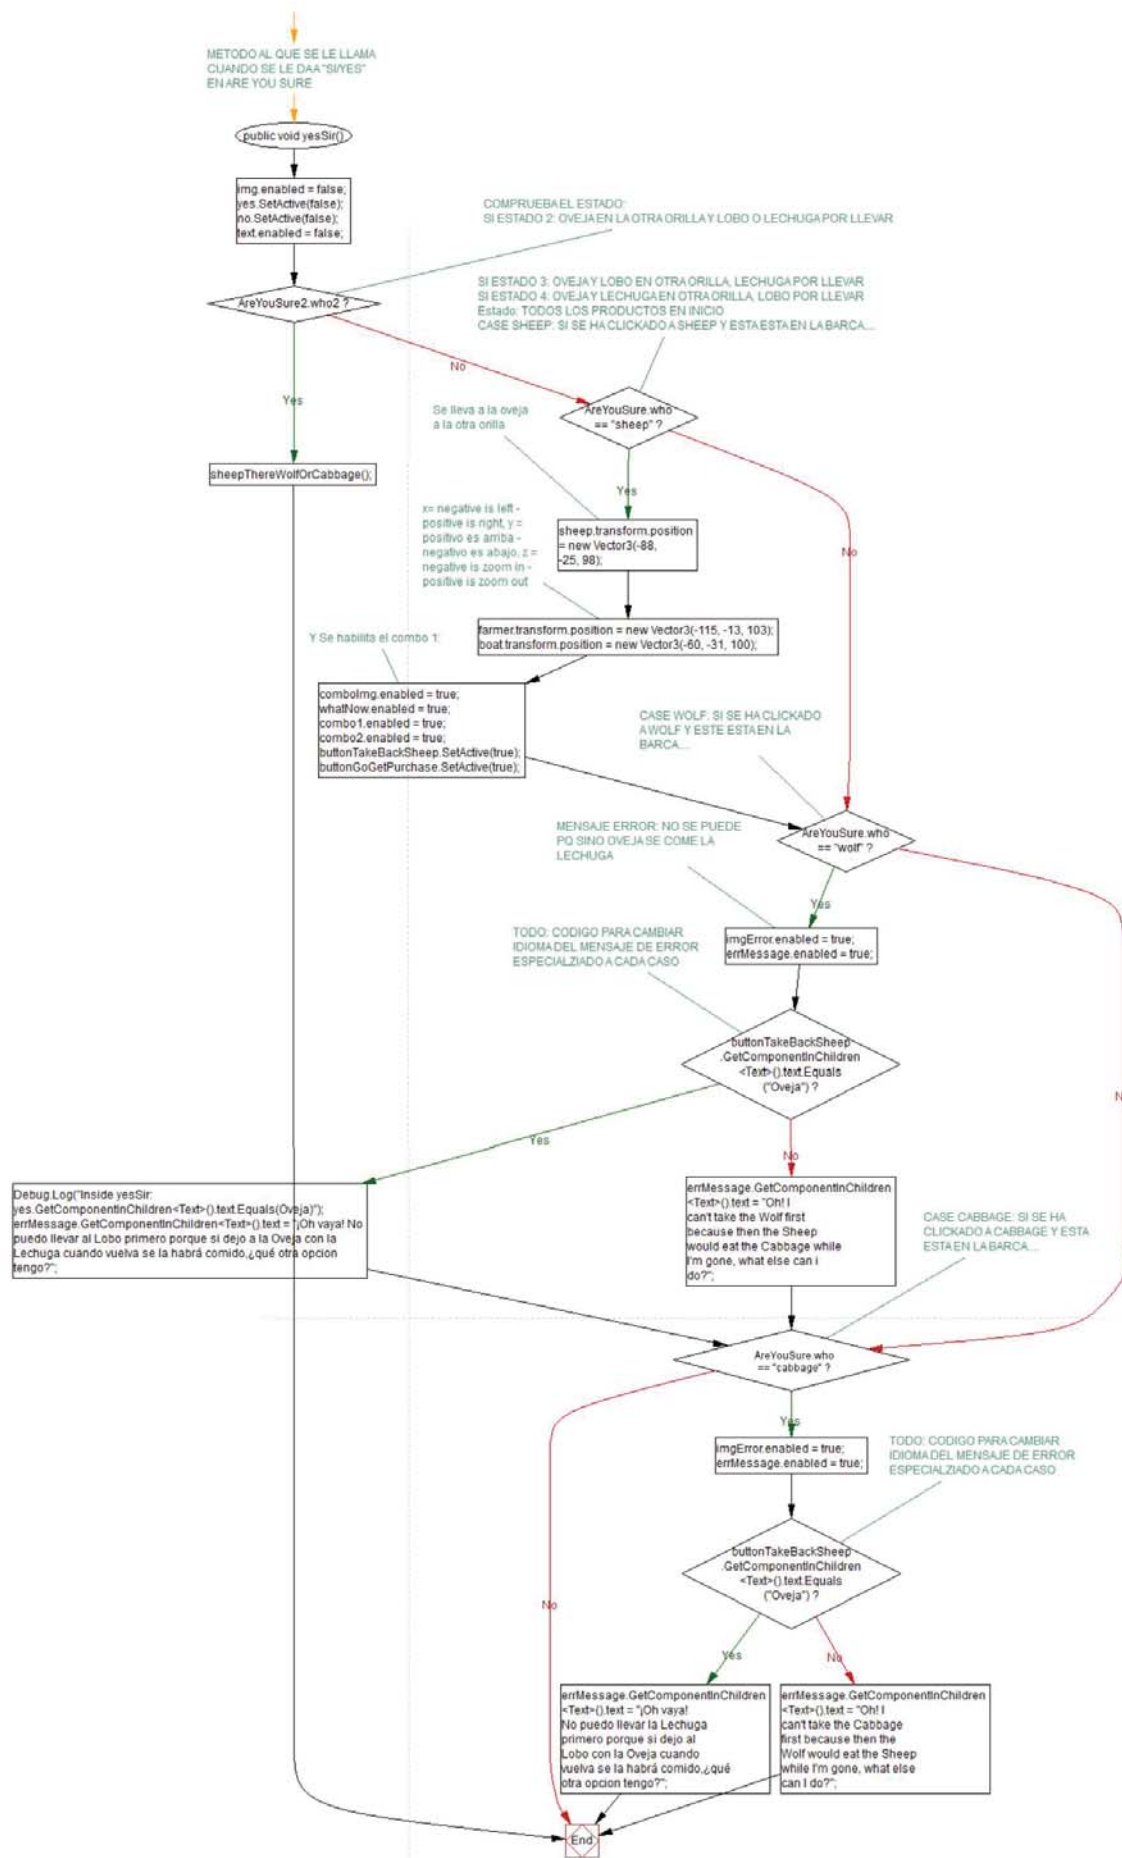 METODO AL QUE SE LE LLAMA
CUANDO SE LE DA A "SI/YES"
EN ARE YOU SURE
public void yesSir()
img.enabled = false;
yes.SetActive(false);
no.SetActive(false);
text.enabled = false;
COMPRUEBA EL ESTADO:
SI ESTADO 2: OVEJA EN LA OTRA ORILLA Y LOBO O LECHUGA POR LLEVAR
AreYouSure2.who2 ?
SI ESTADO 3: OVEJA Y LOBO EN OTRA ORILLA, LECHUGA POR LLEVAR
SI ESTADO 4: OVEJA Y LECHUGA EN OTRA ORILLA, LOBO POR LLEVAR
Estado: TODOS LOS PRODUCTOS EN INICIO
CASE SHEEP: SI SE HA CLICKADO A SHEEP Y ESTA ESTA EN LA BARCA....
No
Yes
AreYouSure.who
== "sheep" ?
Se lleva a la oveja
a la otra orilla
sheepThereWolfOrCabbage();
Yes
No
x= negative is left -
positive is right, y =
positivo es arriba -
negativo es abajo, z =
negative is zoom in -
positive is zoom out
sheep.transform.position
= new Vector3(-88,
-25, 98);
farmer.transform.position = new Vector3(-115, -13, 103);
boat.transform.position = new Vector3(-60, -31, 100);
Y Se habilita el combo 1:
comboImg.enabled = true;
whatNow.enabled = true;
combo1.enabled = true;
combo2.enabled = true;
buttonTakeBackSheep.SetActive(true);
buttonGoGetPurchase.SetActive(true);
CASE WOLF: SI SE HA CLICKADO
A WOLF Y ESTE ESTA EN LA
BARCA....
AreYouSure.who
== "wolf" ?
MENSAJE ERROR: NO SE PUEDE
PQ SINO OVEJA SE COME LA
LECHUGA
Yes
imgError.enabled = true;
errMessage.enabled = true;
TODO: CODIGO PARA CAMBIAR
IDIOMA DEL MENSAJE DE ERROR
ESPECIALZIADO A CADA CASO
buttonTakeBackSheep
.GetComponentInChildren
<Text>().text.Equals
("Oveja") ?
N
Yes
No
Debug.Log("Inside yesSir:
yes.GetComponentInChildren<Text>().text.Equals(Oveja)");
errMessage.GetComponentInChildren<Text>().text = "¡Oh vaya! No
puedo llevar al Lobo primero porque si dejo a la Oveja con la
Lechuga cuando vuelva se la habrá comido,¿qué otra opcion
tengo?";
errMessage.GetComponentInChildren
<Text>().text = "Oh! I
can't take the Wolf first
because then the Sheep
would eat the Cabbage while
I'm gone, what else can i
do?";
CASE CABBAGE: SI SE HA
CLICKADO A CABBAGE Y ESTA
ESTA EN LA BARCA....
AreYouSure.who
== "cabbage" ?
Yes
imgError.enabled = true;
errMessage.enabled = true;
TODO: CODIGO PARA CAMBIAR
IDIOMA DEL MENSAJE DE ERROR
ESPECIALZIADO A CADA CASO
buttonTakeBackSheep
.GetComponentInChildren
<Text>().text.Equals
("Oveja") ?
No
Yes
No
errMessage.GetComponentInChildren
<Text>().text = "¡Oh vaya!
No puedo llevar la Lechuga
primero porque si dejo al
Lobo con la Oveja cuando
vuelva se la habrá comido,¿qué
otra opcion tengo?";
errMessage.GetComponentInChildren
<Text>().text = "Oh! I
can't take the Cabbage
first because then the
Wolf would eat the Sheep
while I'm gone, what else
can I do?";
End